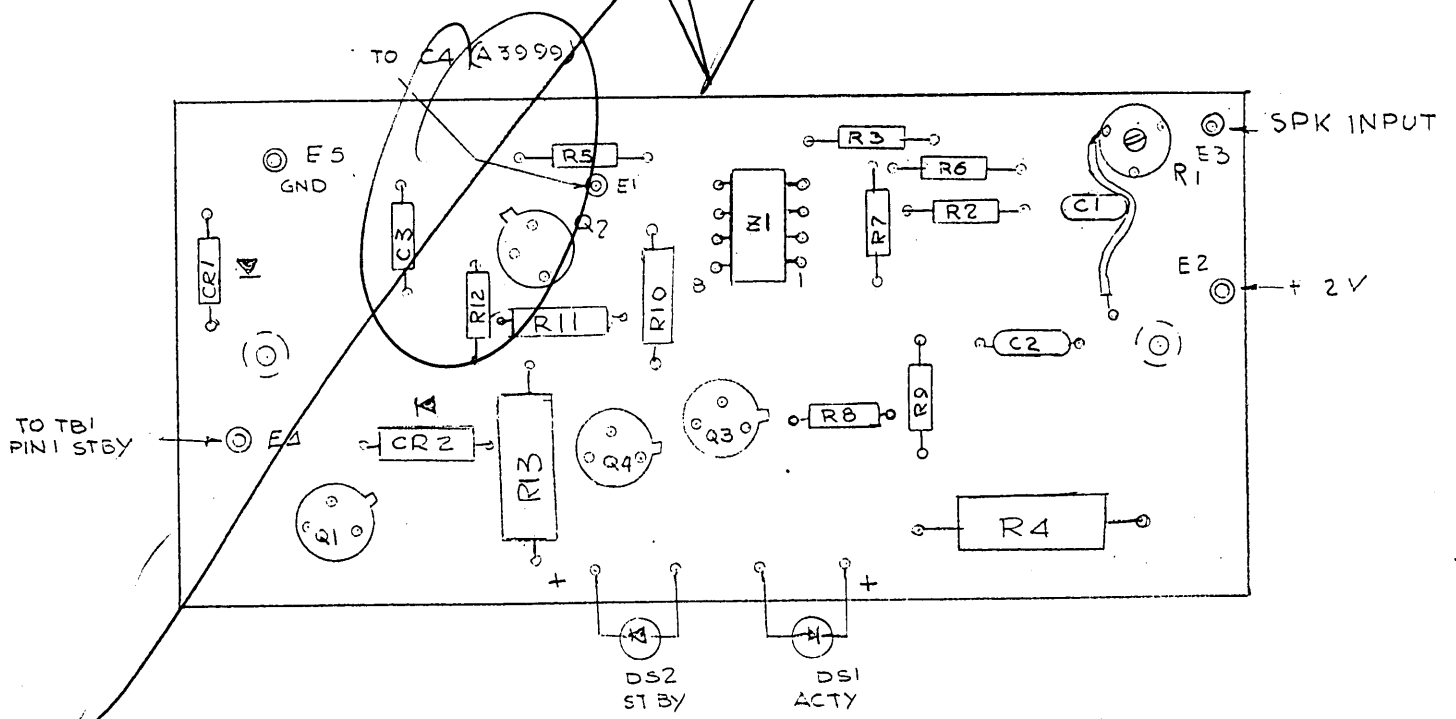 TO C4 (A3999)
SPK INPUT
E3
R1
E5
GND
R5
E1
R3
R6
R2
R7
Z1
8
1
C1
C3
Q2
CR1
R12
R11
R10
E2
+ 2V
C2
TO TB1
PIN1 STBY
E4
CR2
R13
Q4
Q3
R8
R9
Q1
R4
+
+
DS2
STBY
DS1
ACTY